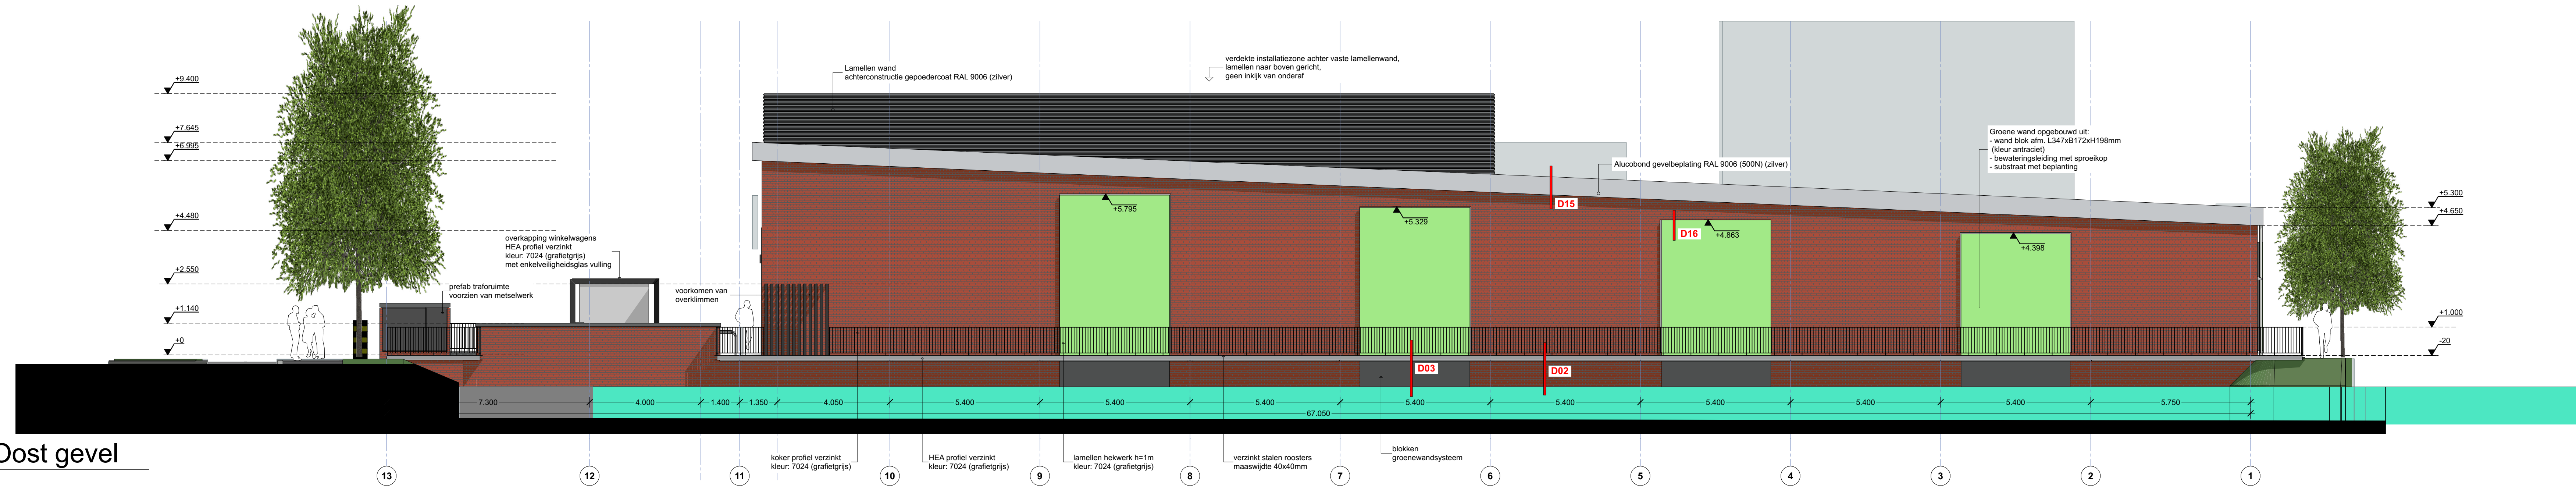 +9.400
+7.645
+6.995
+4.480
+2.550
+1.140
+0
Lamellen wand
achterconstructie gepoedercoat RAL 9006 (zilver)
verdekte installatiezone achter vaste lamellenwand,
lamellen naar boven gericht,
geen inkijk van onderaf
Groene wand opgebouwd uit:
- wand blok afm. L347xB172xH198mm
(kleur antraciet)
- bewateringsleiding met sproeikop
- substraat met beplanting
Alucobond gevelbeplating RAL 9006 (500N) (zilver)
overkapping winkelwagens
HEA profiel verzinkt
kleur: 7024 (grafietgrijs)
met enkelveiligheidsglas vulling
prefab traforuimte
voorzien van metselwerk
voorkomen van
overklimmen
+5.795
+5.329
+4.863
+4.398
D15
D16
D03
D02
+5.300
+4.650
+1.000
-20
7.300
4.000
1.400
1.350
4.050
5.400
5.400
5.400
5.400
5.400
5.400
5.400
5.400
5.750
67.050
Oost gevel
koker profiel verzinkt
kleur: 7024 (grafietgrijs)
HEA profiel verzinkt
kleur: 7024 (grafietgrijs)
lamellen hekwerk h=1m
kleur: 7024 (grafietgrijs)
verzinkt stalen roosters
maaswijdte 40x40mm
blokken
groenewandsysteem
13
12
11
10
9
8
7
6
5
4
3
2
1